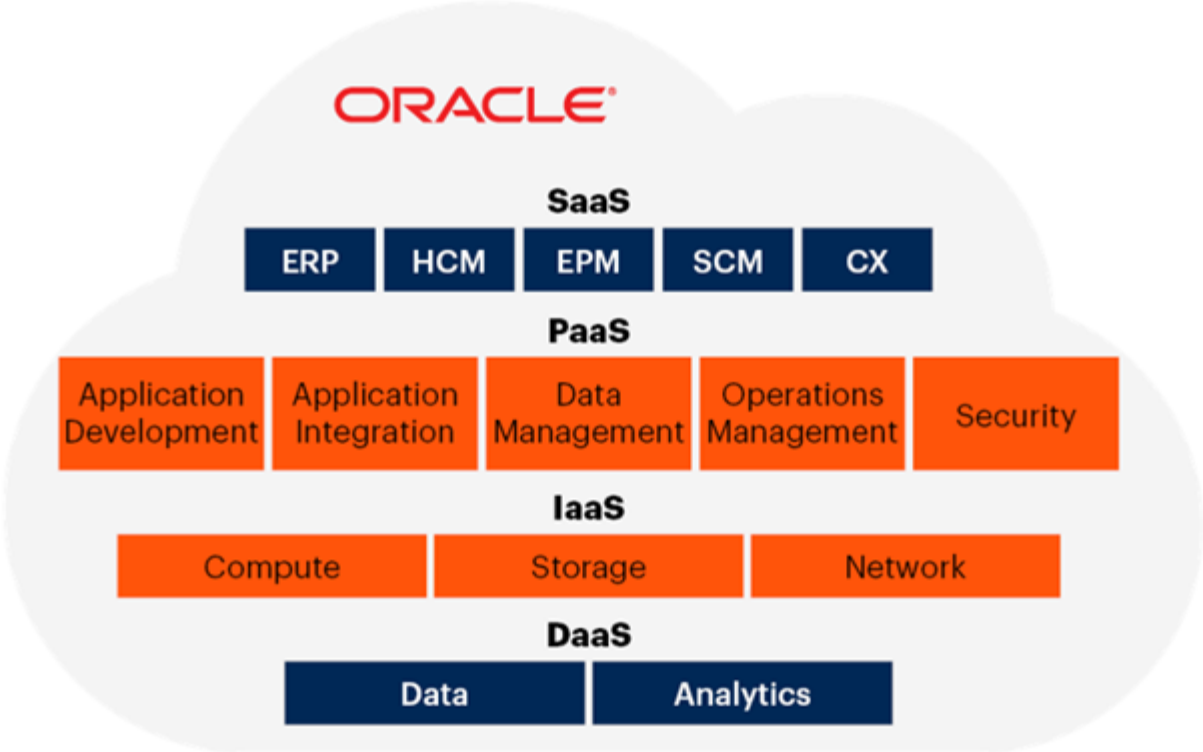 ORACLE®
SaaS
ERP HCM EPM SCM CX
PaaS
Application Application Data Operations Security
Development Integration Management Management
IaaS
Compute Storage Network
DaaS
Data Analytics